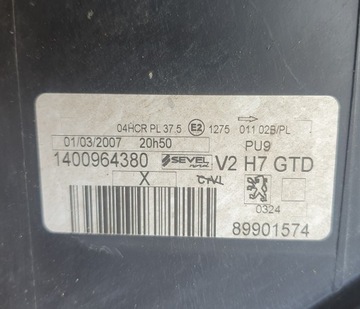 04HCR PL 37.5 E2 1275 011 02B/PL
01/03/2007 20h50 PU9
1400964380 SEVEL V2 H7 GTD
X
0324
89901574